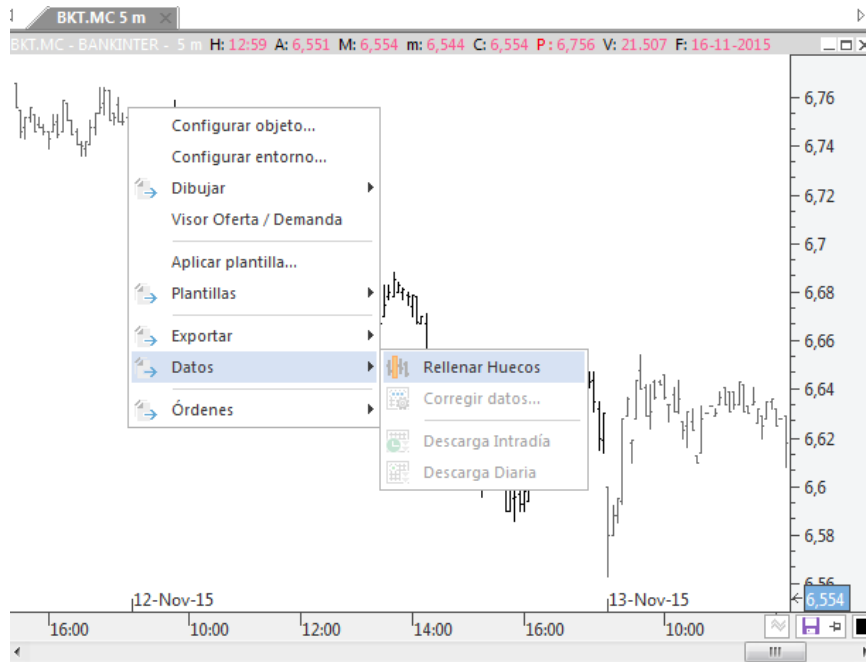 BKT.MC 5 m
BKT.MC - BANKINTER - 5 m H: 12:59 A: 6,551 M: 6,554 m: 6,544 C: 6,554 P: 6,756 V: 21.507 F: 16-11-2015
6,76
Configurar objeto...
6,74
Configurar entorno...
Dibujar
6,72
Visor Oferta / Demanda
6,7
Aplicar plantilla...
Plantillas
6,68
Exportar
6,66
Datos
Rellenar Huecos
6,64
Corregir datos...
Órdenes
6,62
Descarga Intradía
Descarga Diaria
6,6
6,58
6,56
12-Nov-15
13-Nov-15
6,554
16:00
10:00
12:00
14:00
16:00
10:00